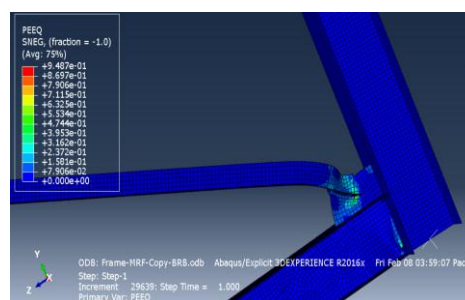 PEEQ
SNEG, (fraction = -1.0)
(Avg: 75%)
+9.487e-01
+8.697e-01
+7.906e-01
+7.115e-01
+6.325e-01
+5.534e-01
+4.744e-01
+3.953e-01
+3.162e-01
+2.372e-01
+1.581e-01
+7.906e-02
+0.000e+00
Y
Z
X
ODB: Frame-MRF-Copy-BRB.odb Abaqus/Explicit 3DEXPERIENCE R2016x Fri Feb 08 03:59:07 Pac
Step: Step-1
Increment 29639: Step Time = 1.000
Primary Var: PEEQ